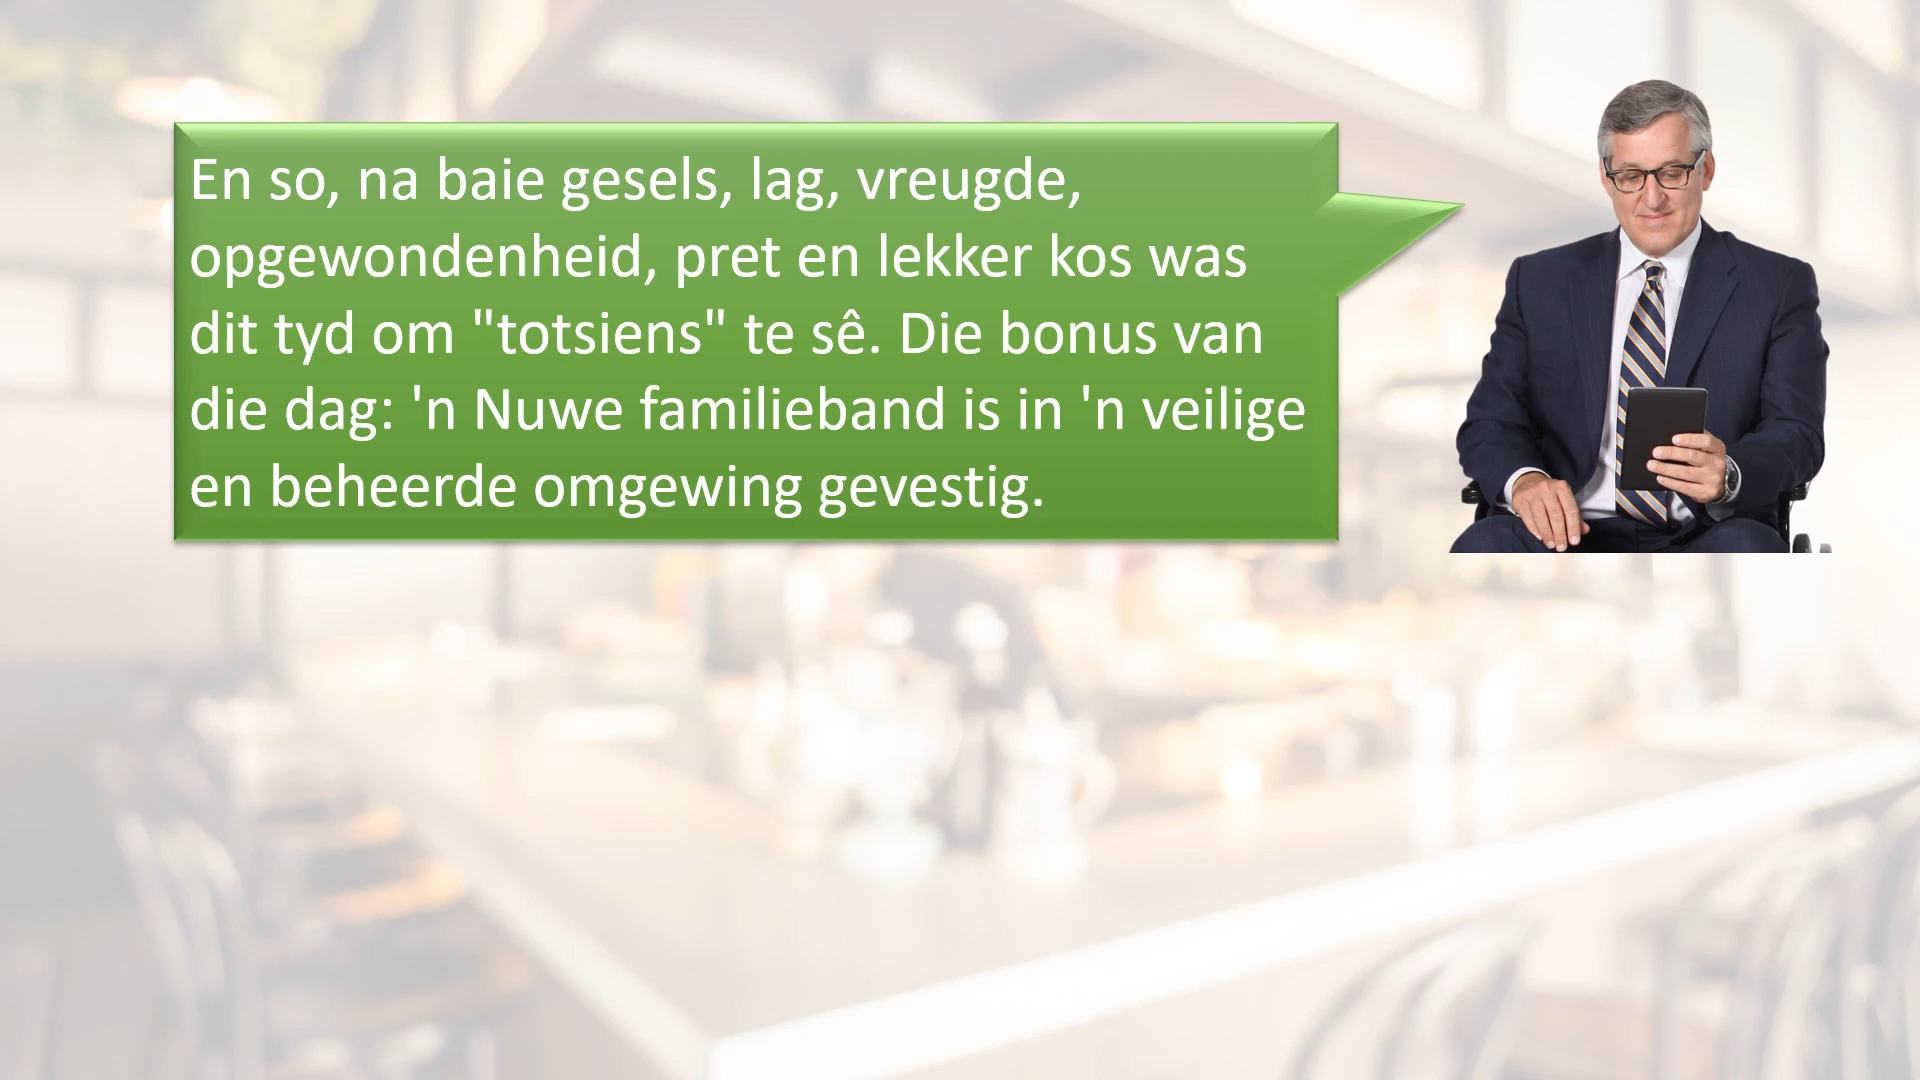 En so, na baie gesels, lag, vreugde,
opgewondenheid, pret en lekker kos was
dit tyd om "totsiens" te sê. Die bonus van
die dag: 'n Nuwe familieband is in 'n veilige
en beheerde omgewing gevestig.